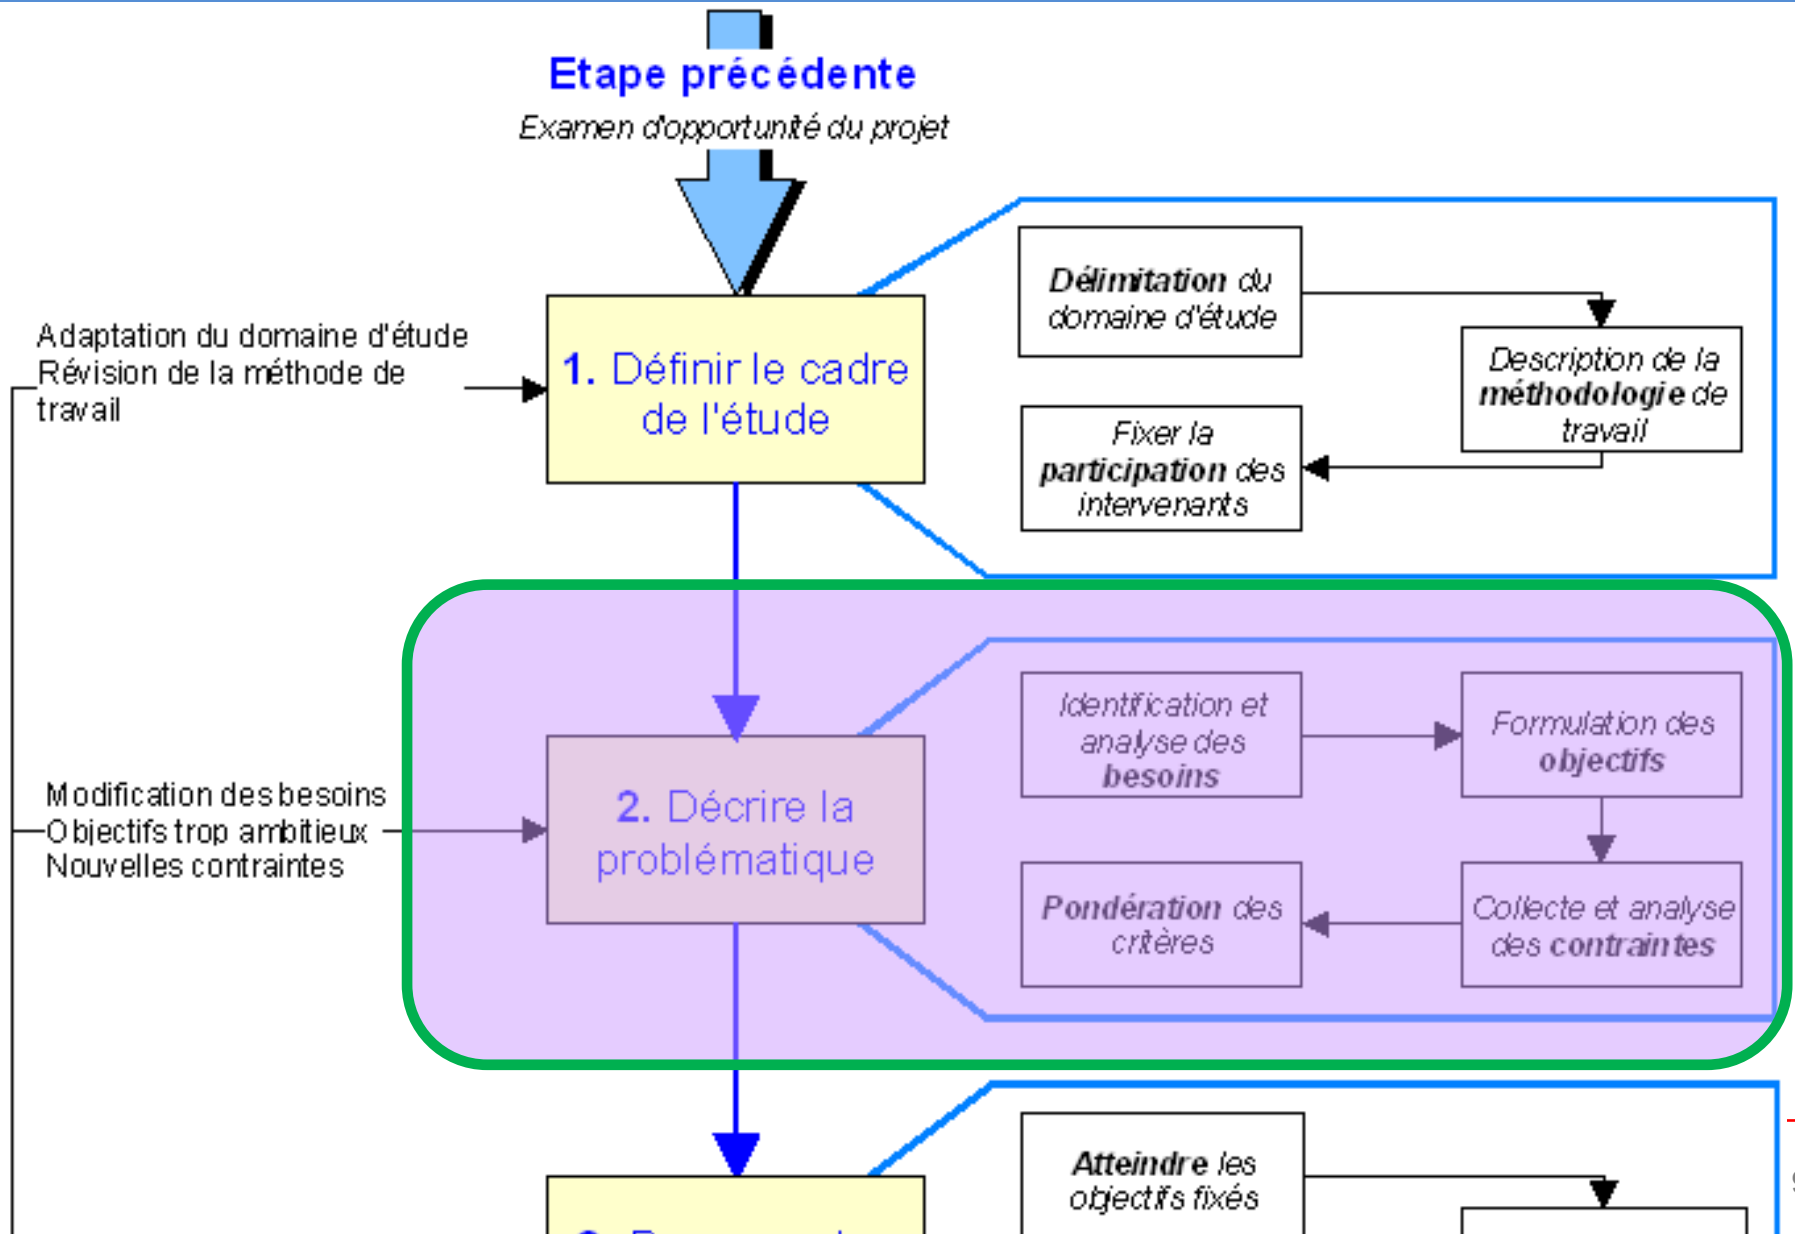 Etape précédente
Examen d'opportunité du projet
Adaptation du domaine d'étude
Révision de la méthode de
travail
1. Définir le cadre
de l'étude
Délimitation du
domaine d'étude
Description de la
méthodologie de
travail
Fixer la
participation des
intervenants
Modification des besoins
Objectifs trop ambitieux
Nouvelles contraintes
2. Décrire la
problématique
Identification et
analyse des
besoins
Formulation des
objectifs
Collecte et analyse
des contraintes
Pondération des
critères
Atteindre les
objectifs fixés